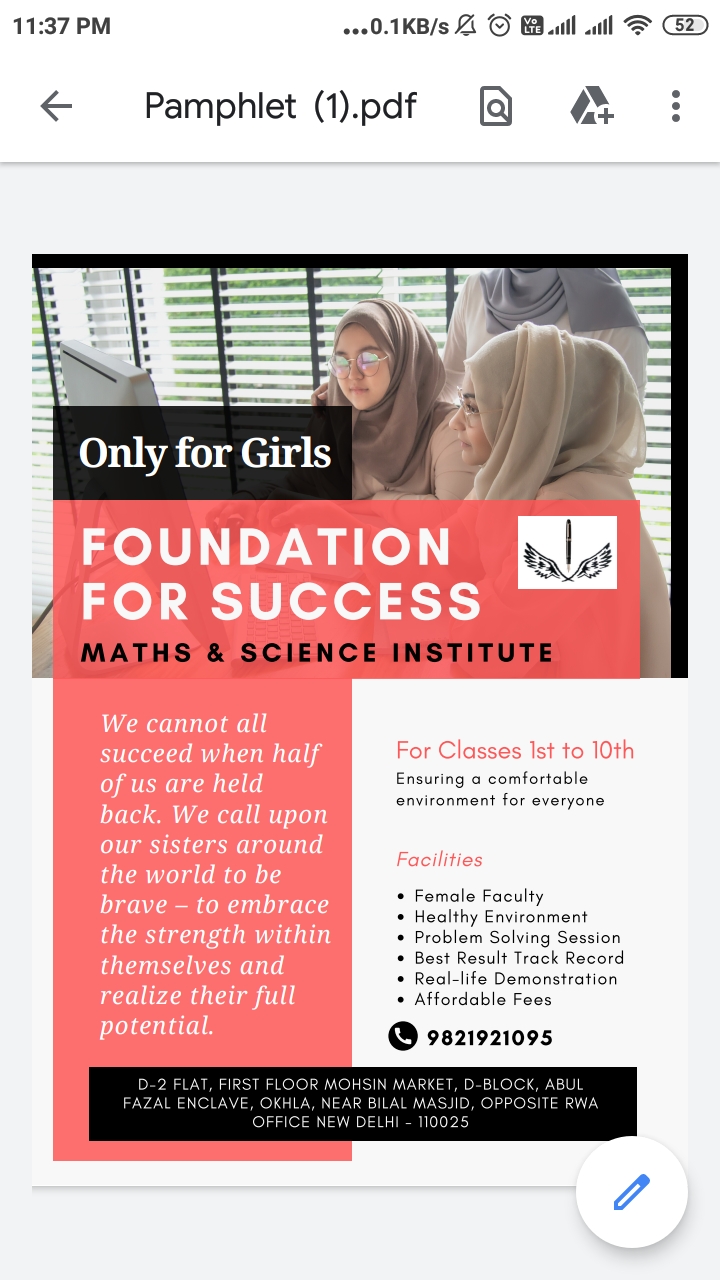 11:37 PM
...0.1KB/s
Vo
LTE
52
Pamphlet (1).pdf
Only for Girls
FOUNDATION
FOR SUCCESS
MATHS & SCIENCE INSTITUTE
We cannot all
succeed when half
of us are held
back. We call upon
our sisters around
the world to be
brave – to embrace
the strength within
themselves and
realize their full
potential.
For Classes 1st to 10th
Ensuring a comfortable
environment for everyone
Facilities
• Female Faculty
• Healthy Environment
• Problem Solving Session
• Best Result Track Record
• Real-life Demonstration
• Affordable Fees
9821921095
D-2 FLAT, FIRST FLOOR MOHSIN MARKET, D-BLOCK, ABUL
FAZAL ENCLAVE, OKHLA, NEAR BILAL MASJID, OPPOSITE RWA
OFFICE NEW DELHI - 110025